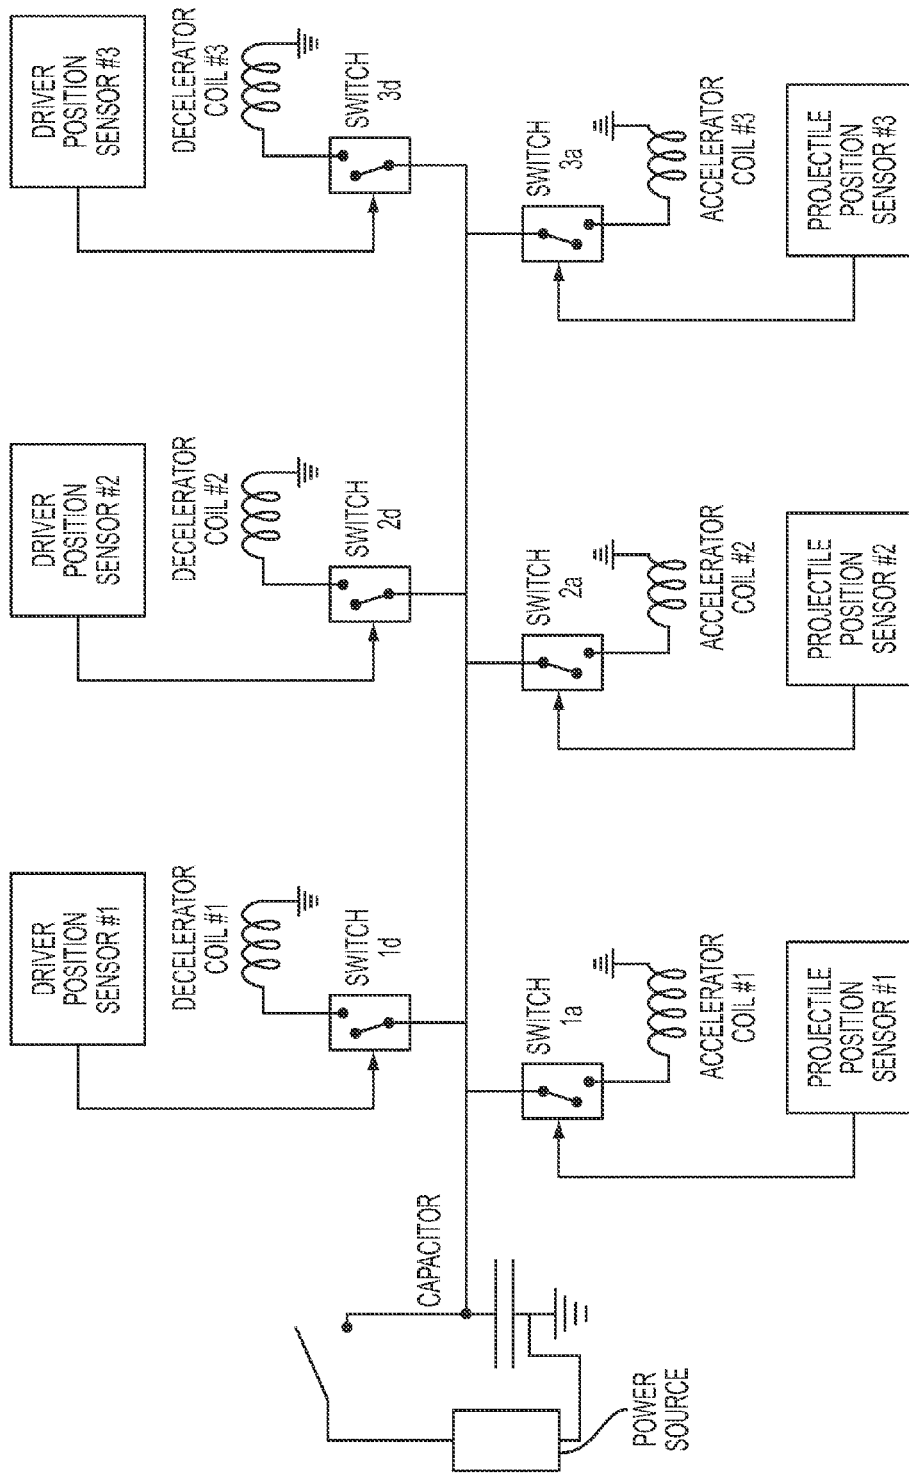 DRIVER
POSITION
SENSOR #1
DRIVER
POSITION
SENSOR #2
DRIVER
POSITION
SENSOR #3
DECELERATOR
COIL #1
DECELERATOR
COIL #2
DECELERATOR
COIL #3
SWITCH
1d
SWITCH
2d
SWITCH
3d
CAPACITOR
SWITCH
1a
SWITCH
2a
SWITCH
3a
POWER
SOURCE
ACCELERATOR
COIL #1
ACCELERATOR
COIL #2
ACCELERATOR
COIL #3
PROJECTILE
POSITION
SENSOR #1
PROJECTILE
POSITION
SENSOR #2
PROJECTILE
POSITION
SENSOR #3